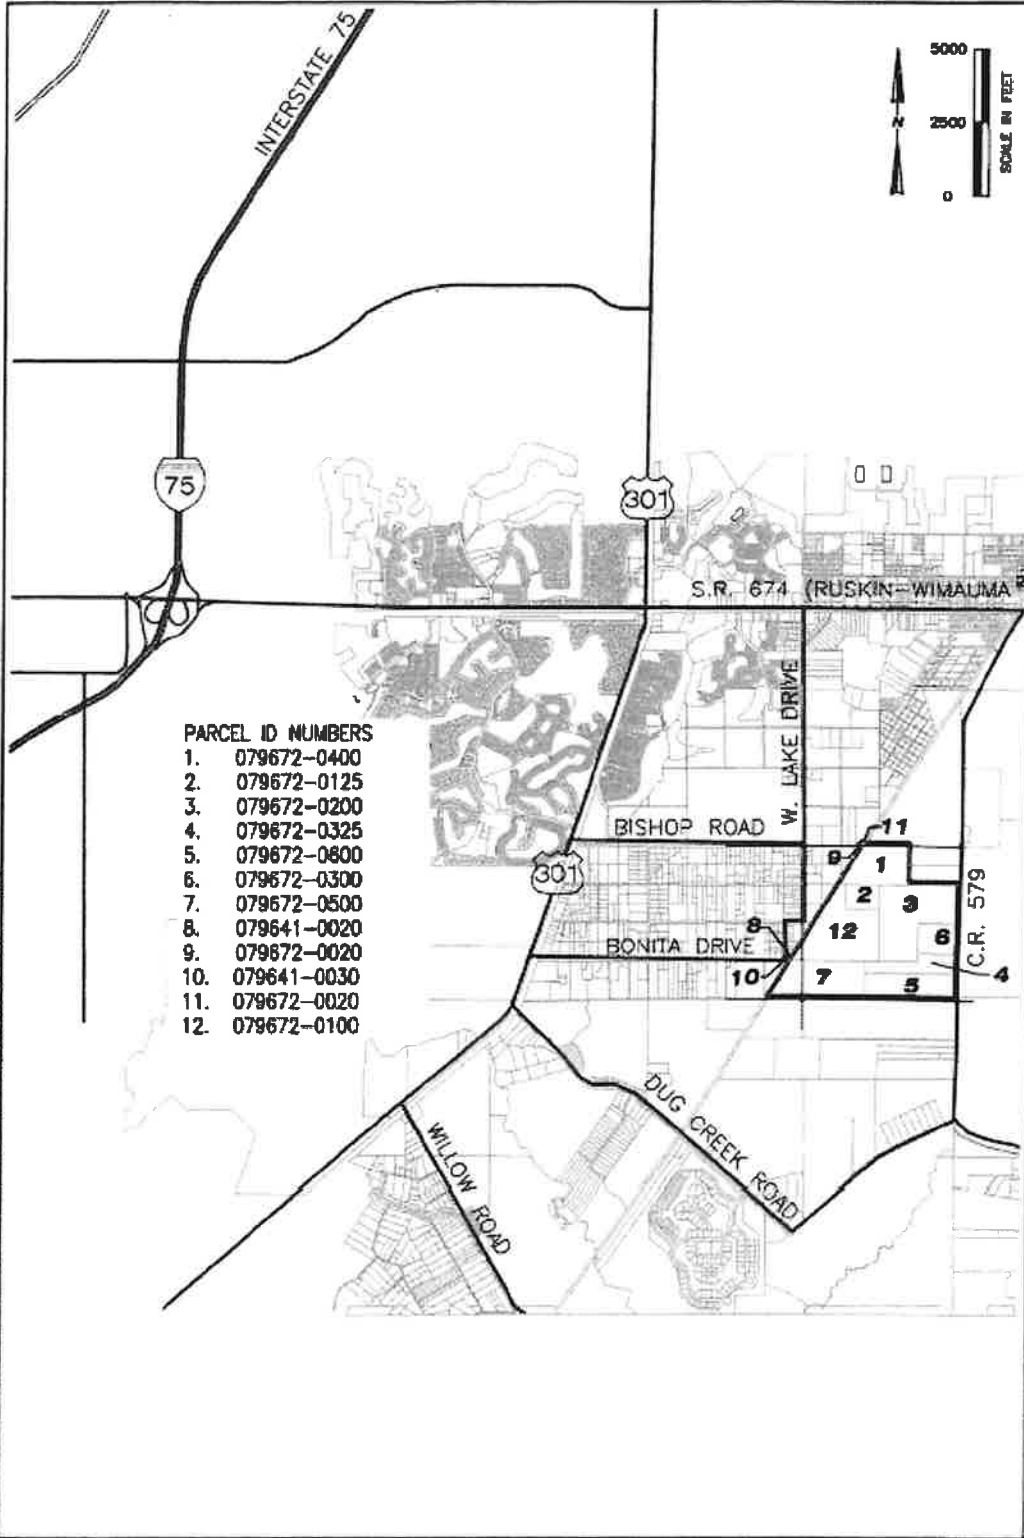 INTERSTATE 75
5000
2500
0
SCALE IN FEET
N
75
301
S.R. 674 (RUSKIN-WIMAUMA
W. LAKE DRIVE
PARCEL ID NUMBERS
1. 079672-0400
2. 079672-0125
3. 079672-0200
4. 079672-0325
5. 079672-0600
6. 079672-0300
7. 079672-0500
8. 079641-0020
9. 079672-0020
10. 079641-0030
11. 079672-0020
12. 079672-0100
BISHOP ROAD
11
9
1
301
2
3
C.R. 579
8
12
6
BONITA DRIVE
10
7
5
4
DUG CREEK ROAD
WILLOW ROAD